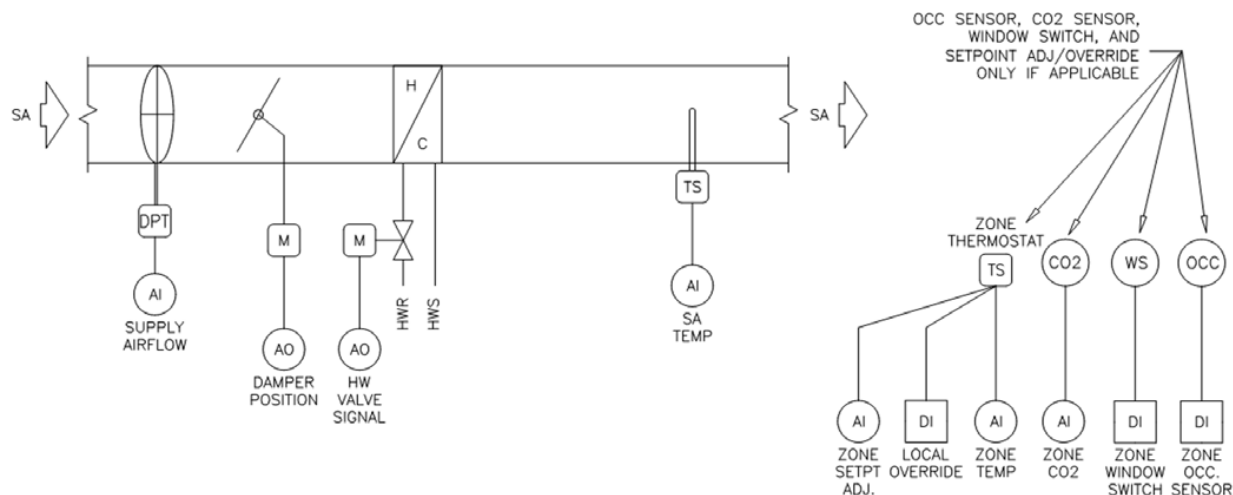 OCC SENSOR, CO2 SENSOR,
WINDOW SWITCH, AND
SETPOINT ADJ/OVERRIDE
ONLY IF APPLICABLE
SA
H
C
SA
DPT
M
M
TS
AI
SUPPLY
AIRFLOW
AO
DAMPER
POSITION
AO
HW
VALVE
SIGNAL
HWR
HWS
AI
SA
TEMP
ZONE
THERMOSTAT
TS
CO2
WS
OCC
AI
ZONE
SETPT
ADJ.
DI
LOCAL
OVERRIDE
AI
ZONE
TEMP
AI
ZONE
CO2
DI
ZONE
WINDOW
SWITCH
DI
ZONE
OCC.
SENSOR